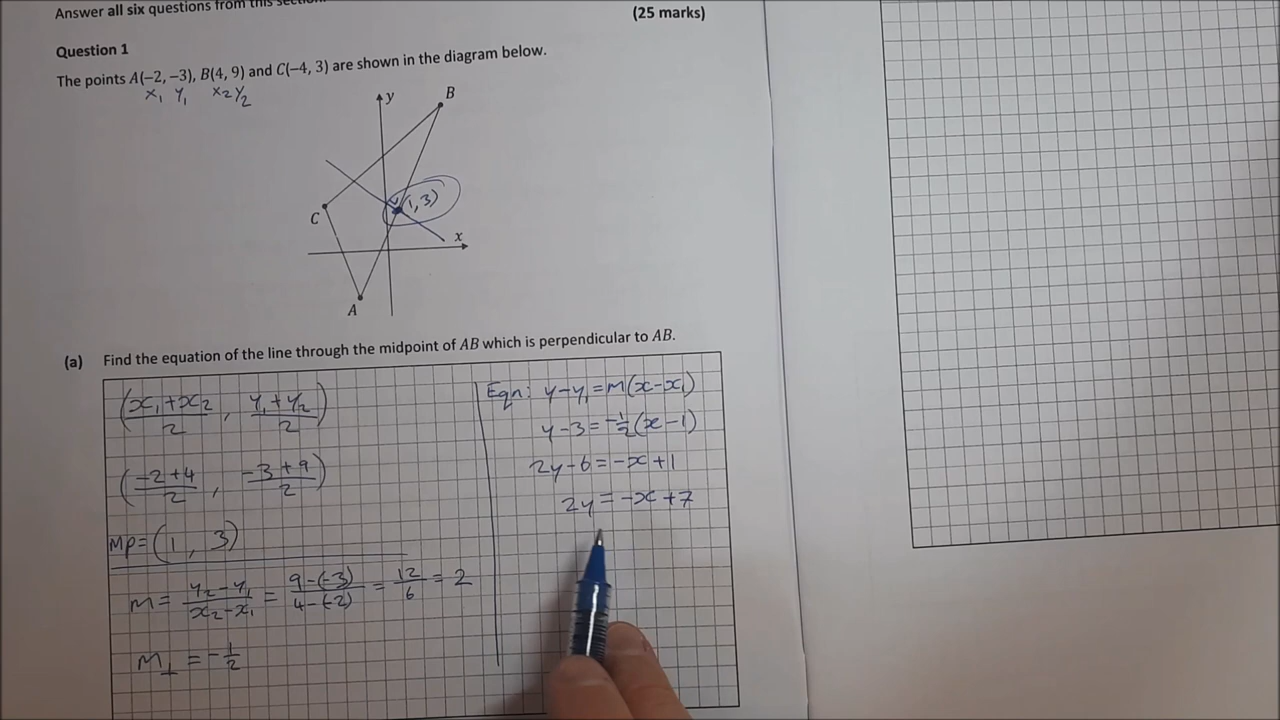 Answer all six questions from this section.
(25 marks)
Question 1
The points A(−2, −3), B(4, 9) and C(−4, 3) are shown in the diagram below.
x₁ y₁ x₂ y₂
y
B
(1, 3)
C
x
A
(a) Find the equation of the line through the midpoint of AB which is perpendicular to AB.
(x₁+x₂/2, y₁+y₂/2)
(−2+4/2, −3+9/2)
MP=(1, 3)
m = y₂−y₁/x₂−x₁ = 9−(−3)/4−(−2) = 12/6 = 2
m⊥ = −1/2
Eqn: y−y₁=m(x−x₁)
y−3=−1/2(x−1)
2y−6=−x+1
2y=−x+7